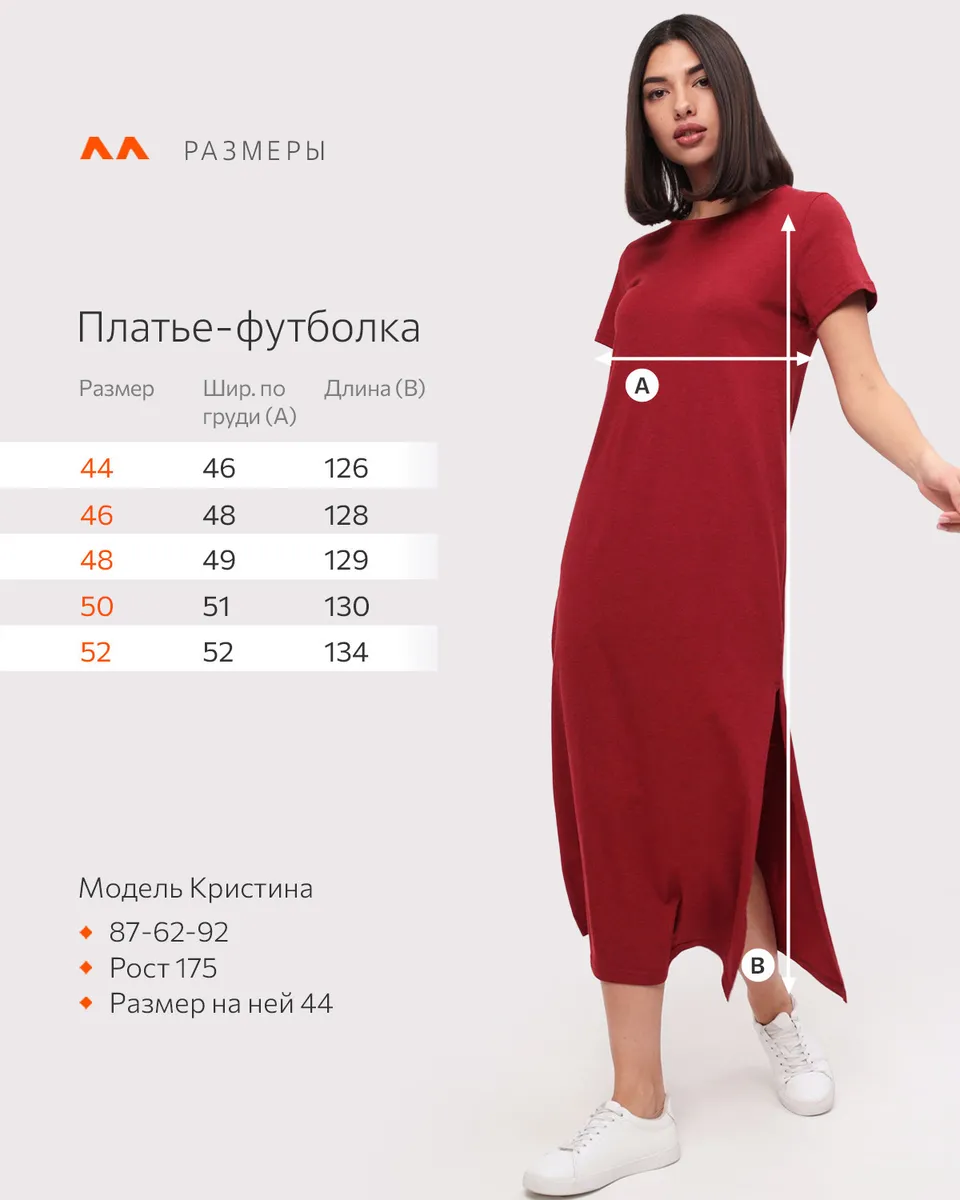 РАЗМЕРЫ
Платье-футболка
Размер Шир. по груди (A) Длина (B)
44 46 126
46 48 128
48 49 129
50 51 130
52 52 134
A
B
Модель Кристина
87-62-92
Рост 175
Размер на ней 44